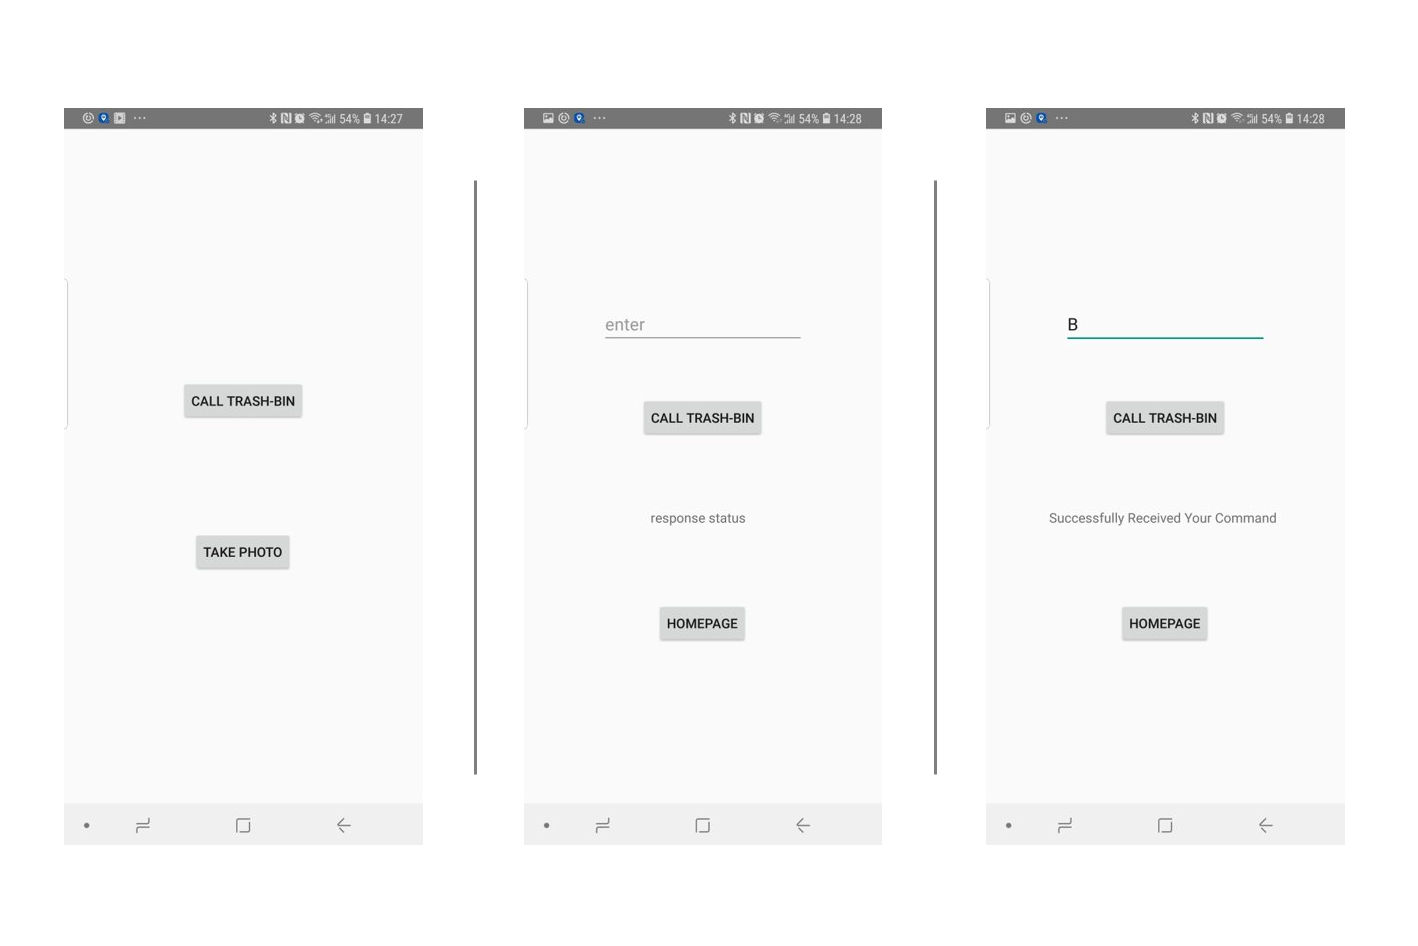 54% 14:27
CALL TRASH-BIN
TAKE PHOTO
54% 14:28
enter
CALL TRASH-BIN
response status
HOMEPAGE
54% 14:28
B
CALL TRASH-BIN
Successfully Received Your Command
HOMEPAGE